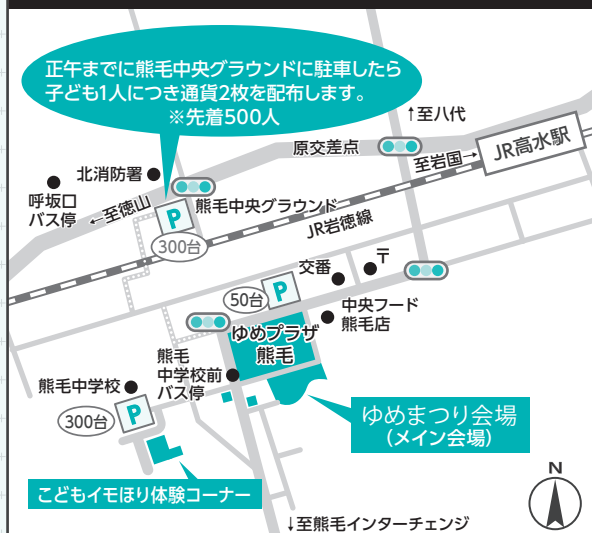 正午までに熊毛中央グラウンドに駐車したら
子ども1人につき通貨2枚を配布します。
※先着500人
↑至八代
原交差点
至岩国→
JR高水駅
北消防署
呼坂口
バス停
←至徳山
P
熊毛中央グラウンド
300台
JR岩徳線
交番
〒
50台
P
中央フード
熊毛店
ゆめプラザ
熊毛
熊毛
中学校前
バス停
熊毛中学校
300台
P
ゆめまつり会場
(メイン会場)
こどもイモほり体験コーナー
N
↓至熊毛インターチェンジ